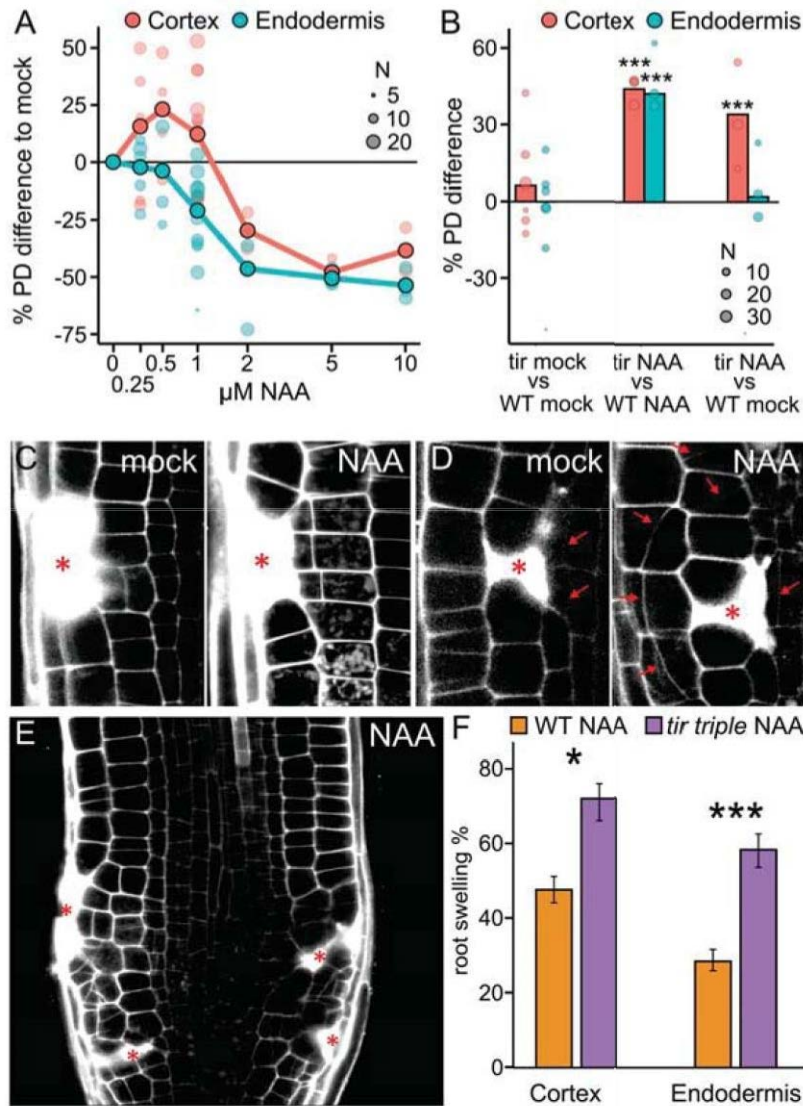 A
Cortex Endodermis
% PD difference to mock
50
25
0
-25
-50
-75
N
5
10
20
0 0.25 0.5 1 2 5 10
µM NAA
B
Cortex Endodermis
% PD difference
60
30
0
-30
*** *** ***
N
10
20
30
tir mock vs WT mock
tir NAA vs WT NAA
tir NAA vs WT mock
C
mock
*
NAA
*
D
mock
*
NAA
*
E
NAA
*
*
*
*
F
WT NAA tir triple NAA
root swelling %
80
60
40
20
0
*
***
Cortex Endodermis